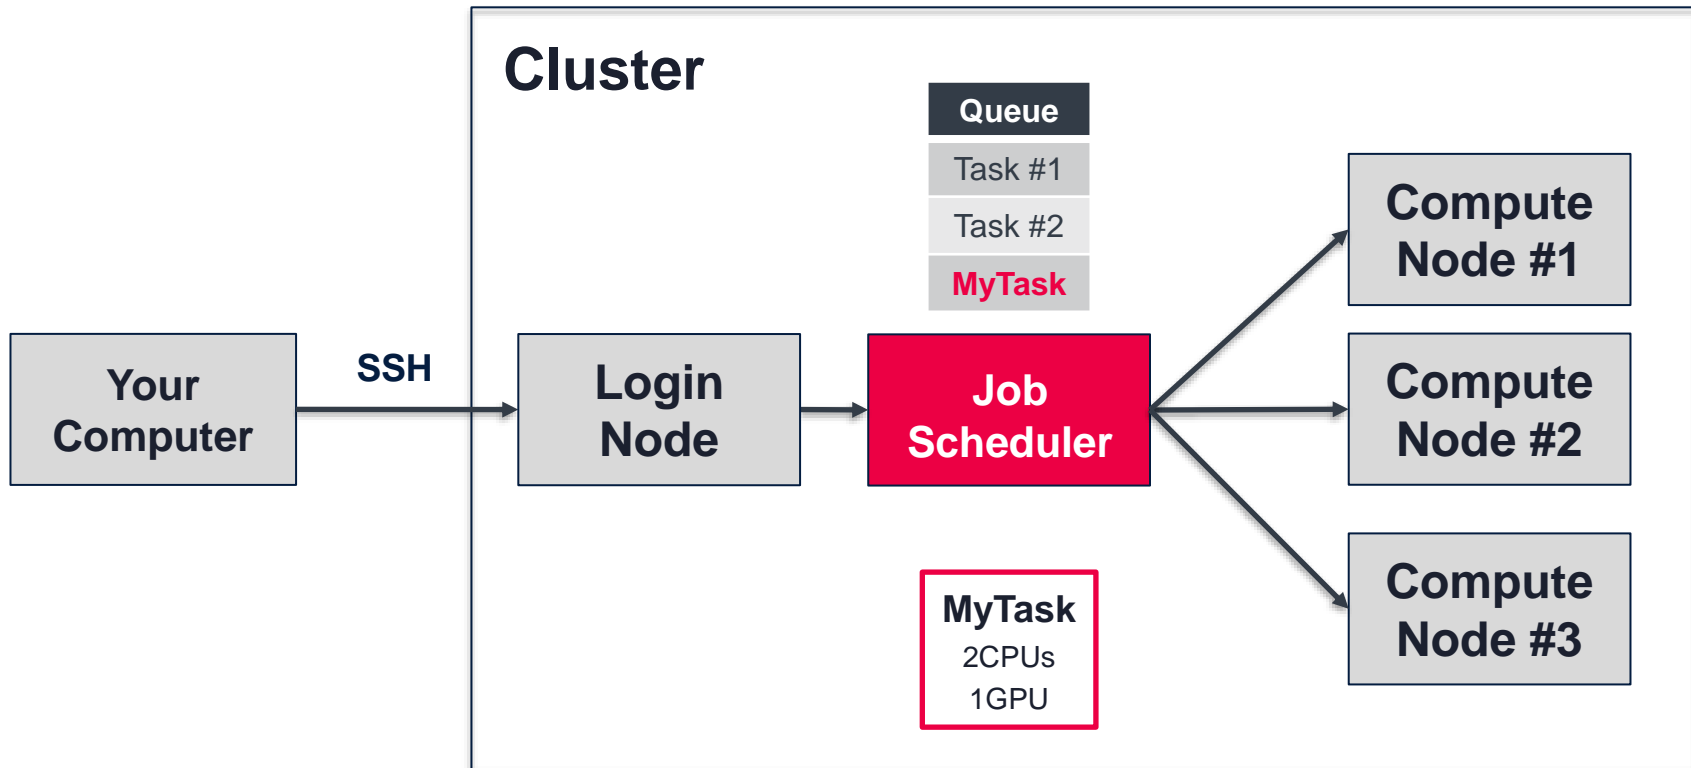 Cluster
Queue
Task #1
Task #2
MyTask
Your
Computer
SSH
Login
Node
Job
Scheduler
MyTask
2CPUs
1GPU
Compute
Node #1
Compute
Node #2
Compute
Node #3